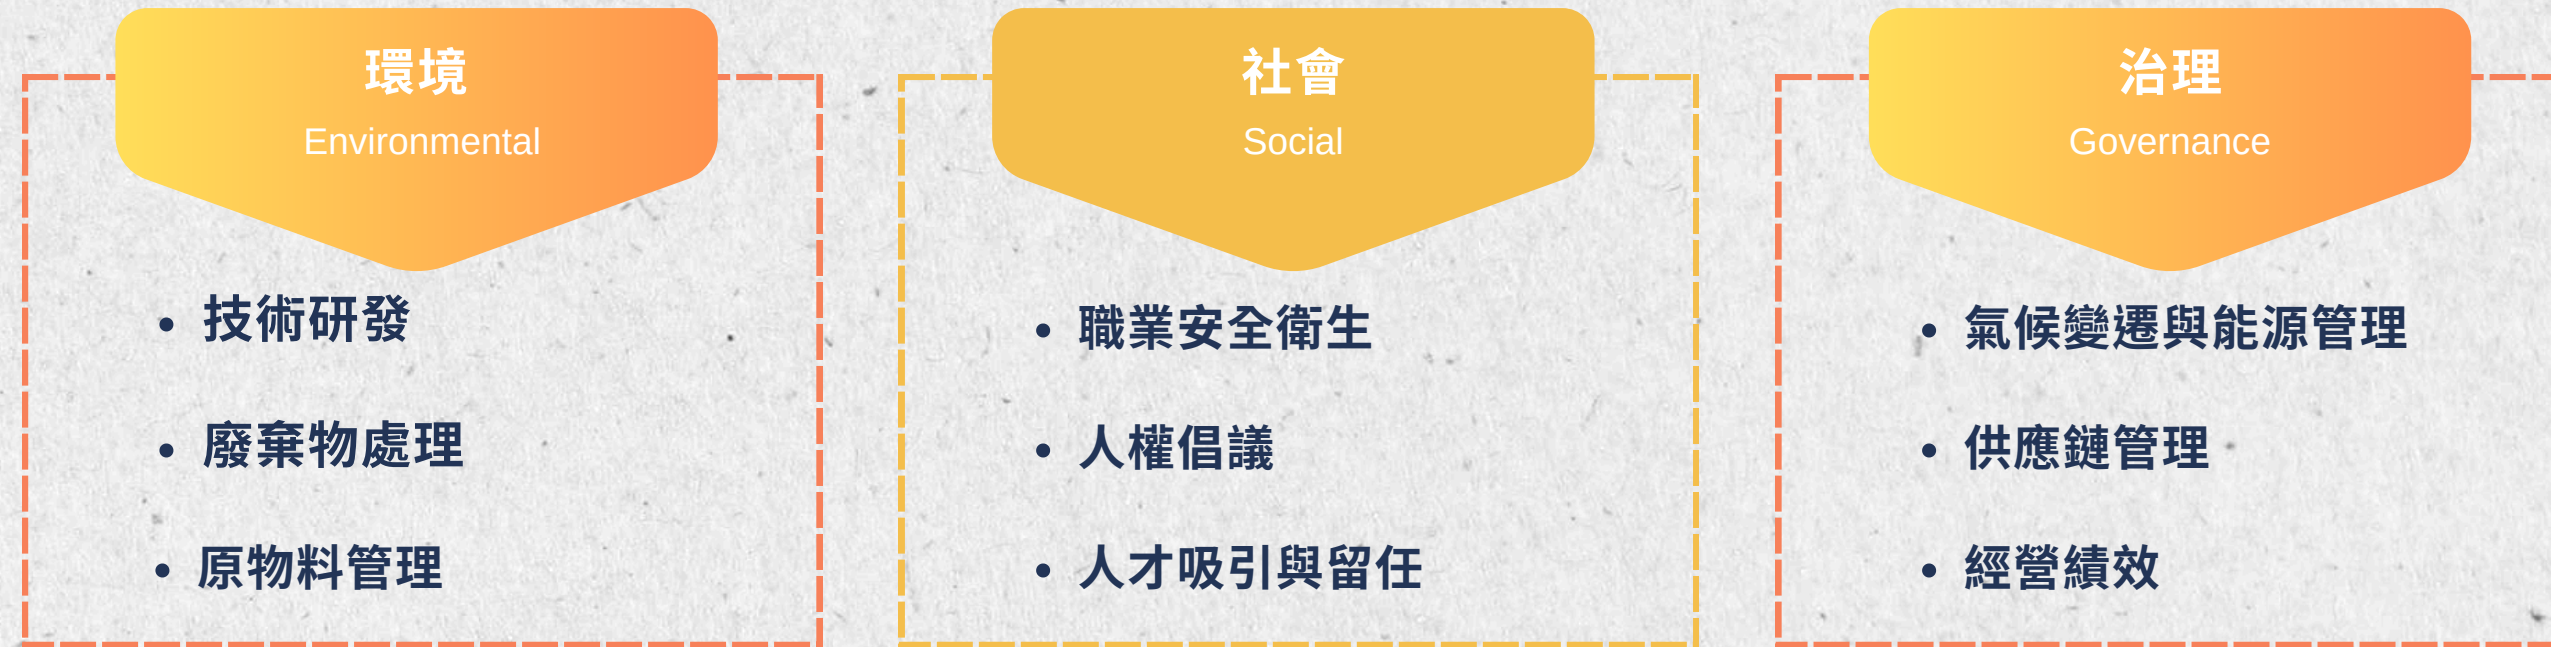 環境
Environmental
• 技術研發
• 廢棄物處理
• 原物料管理
社會
Social
• 職業安全衛生
• 人權倡議
• 人才吸引與留任
治理
Governance
• 氣候變遷與能源管理
• 供應鏈管理
• 經營績效